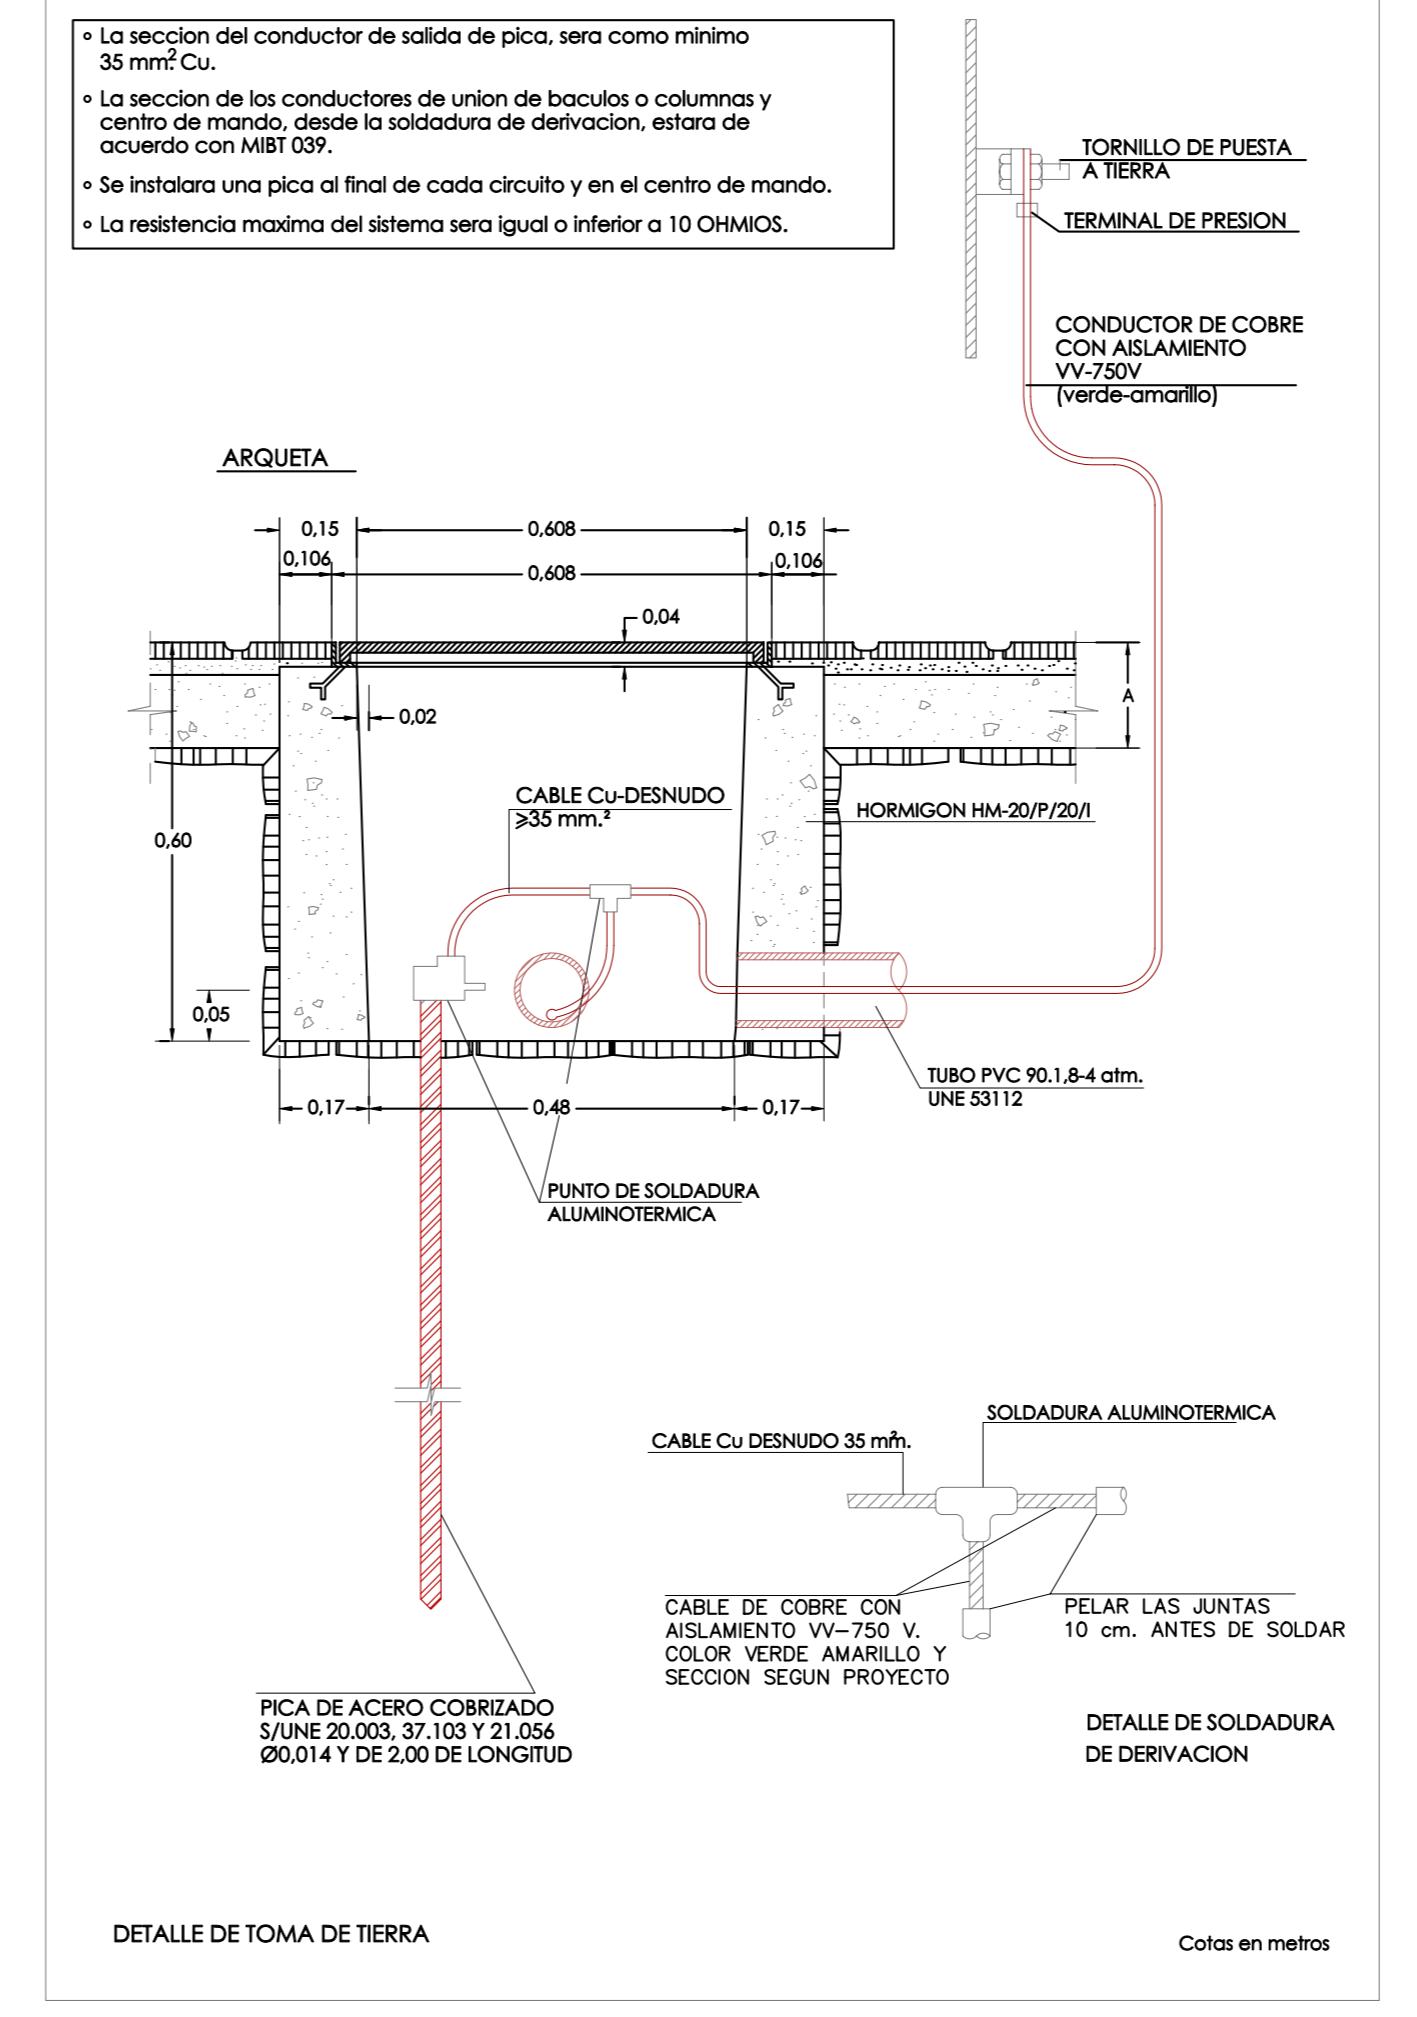 ° La seccion del conductor de salida de pica, sera como minimo
35 mm.² Cu.
° La seccion de los conductores de union de baculos o columnas y
centro de mando, desde la soldadura de derivacion, estara de
acuerdo con MIBT 039.
° Se instalara una pica al final de cada circuito y en el centro de mando.
° La resistencia maxima del sistema sera igual o inferior a 10 OHMIOS.
TORNILLO DE PUESTA
A TIERRA
TERMINAL DE PRESION
CONDUCTOR DE COBRE
CON AISLAMIENTO
VV-750V
(verde-amarillo)
ARQUETA
0,15
0,608
0,15
0,106
0,608
0,106
0,04
A
0,02
CABLE Cu-DESNUDO
≥35 mm.²
HORMIGON HM-20/P/20/I
0,60
0,05
TUBO PVC 90.1,8-4 atm.
UNE 53112
0,17
0,48
0,17
PUNTO DE SOLDADURA
ALUMINOTERMICA
SOLDADURA ALUMINOTERMICA
CABLE Cu DESNUDO 35 mm².
CABLE DE COBRE CON
AISLAMIENTO VV-750 V.
COLOR VERDE AMARILLO Y
SECCION SEGUN PROYECTO
PELAR LAS JUNTAS
10 cm. ANTES DE SOLDAR
PICA DE ACERO COBRIZADO
S/UNE 20.003, 37.103 Y 21.056
Ø0,014 Y DE 2,00 DE LONGITUD
DETALLE DE SOLDADURA
DE DERIVACION
DETALLE DE TOMA DE TIERRA
Cotas en metros